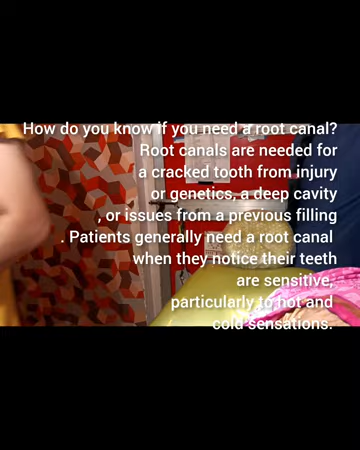 How do you know if you need a root canal?
Root canals are needed for
a cracked tooth from injury
or genetics, a deep cavity
, or issues from a previous filling
. Patients generally need a root canal
when they notice their teeth
are sensitive,
particularly to hot and
cold sensations.